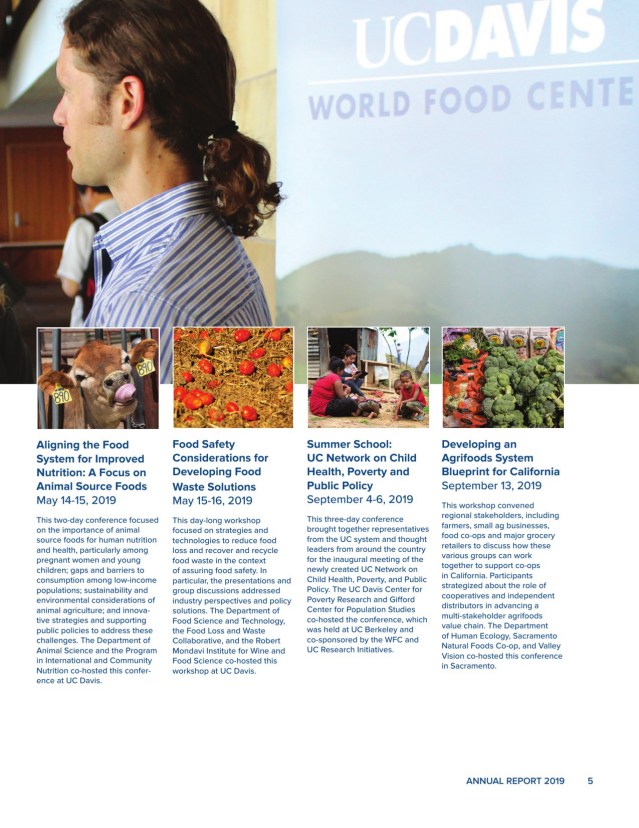 UCDAVIS
WORLD FOOD CENTE
890
890
Aligning the Food
System for Improved
Nutrition: A Focus on
Animal Source Foods
May 14-15, 2019
This two-day conference focused
on the importance of animal
source foods for human nutrition
and health, particularly among
pregnant women and young
children; gaps and barriers to
consumption among low-income
populations; sustainability and
environmental considerations of
animal agriculture; and innova-
tive strategies and supporting
public policies to address these
challenges. The Department of
Animal Science and the Program
in International and Community
Nutrition co-hosted this confer-
ence at UC Davis.
Food Safety
Considerations for
Developing Food
Waste Solutions
May 15-16, 2019
This day-long workshop
focused on strategies and
technologies to reduce food
loss and recover and recycle
food waste in the context
of assuring food safety. In
particular, the presentations and
group discussions addressed
industry perspectives and policy
solutions. The Department of
Food Science and Technology,
the Food Loss and Waste
Collaborative, and the Robert
Mondavi Institute for Wine and
Food Science co-hosted this
workshop at UC Davis.
Summer School:
UC Network on Child
Health, Poverty and
Public Policy
September 4-6, 2019
This three-day conference
brought together representatives
from the UC system and thought
leaders from around the country
for the inaugural meeting of the
newly created UC Network on
Child Health, Poverty, and Public
Policy. The UC Davis Center for
Poverty Research and Gifford
Center for Population Studies
co-hosted the conference, which
was held at UC Berkeley and
co-sponsored by the WFC and
UC Research Initiatives.
Developing an
Agrifoods System
Blueprint for California
September 13, 2019
This workshop convened
regional stakeholders, including
farmers, small ag businesses,
food co-ops and major grocery
retailers to discuss how these
various groups can work
together to support co-ops
in California. Participants
strategized about the role of
cooperatives and independent
distributors in advancing a
multi-stakeholder agrifoods
value chain. The Department
of Human Ecology, Sacramento
Natural Foods Co-op, and Valley
Vision co-hosted this conference
in Sacramento.
ANNUAL REPORT 2019 5